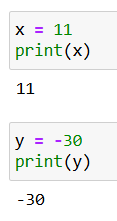 x = 11
print(x)
11
y = -30
print(y)
-30